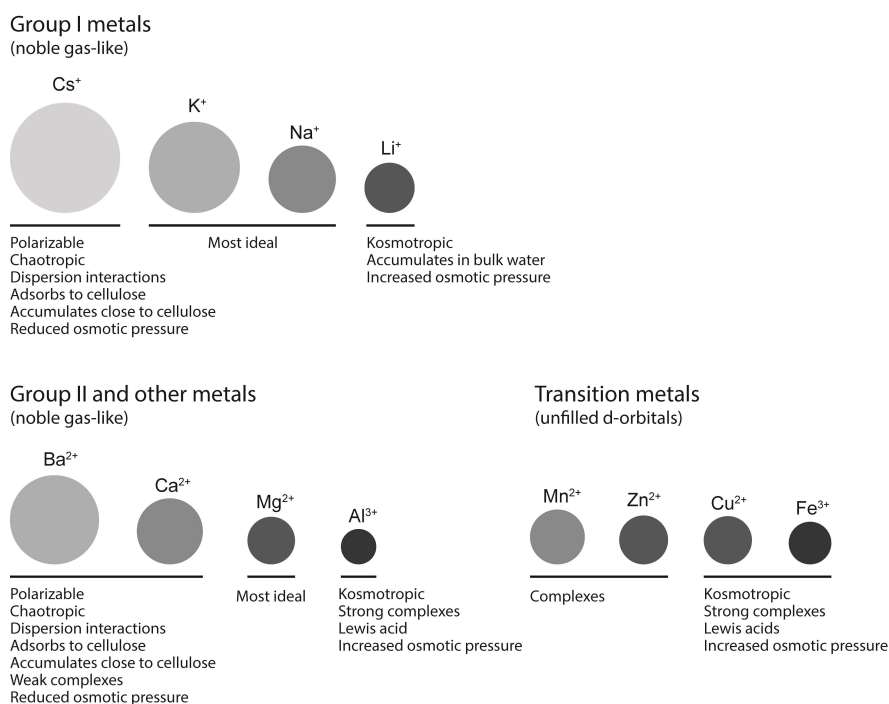 Group I metals
(noble gas-like)
Cs⁺
K⁺
Na⁺
Li⁺
Polarizable
Chaotropic
Dispersion interactions
Adsorbs to cellulose
Accumulates close to cellulose
Reduced osmotic pressure
Most ideal
Kosmotropic
Accumulates in bulk water
Increased osmotic pressure
Group II and other metals
(noble gas-like)
Ba²⁺
Ca²⁺
Mg²⁺
Al³⁺
Polarizable
Chaotropic
Dispersion interactions
Adsorbs to cellulose
Accumulates close to cellulose
Weak complexes
Reduced osmotic pressure
Most ideal
Kosmotropic
Strong complexes
Lewis acid
Increased osmotic pressure
Transition metals
(unfilled d-orbitals)
Mn²⁺
Zn²⁺
Cu²⁺
Fe³⁺
Complexes
Kosmotropic
Strong complexes
Lewis acids
Increased osmotic pressure